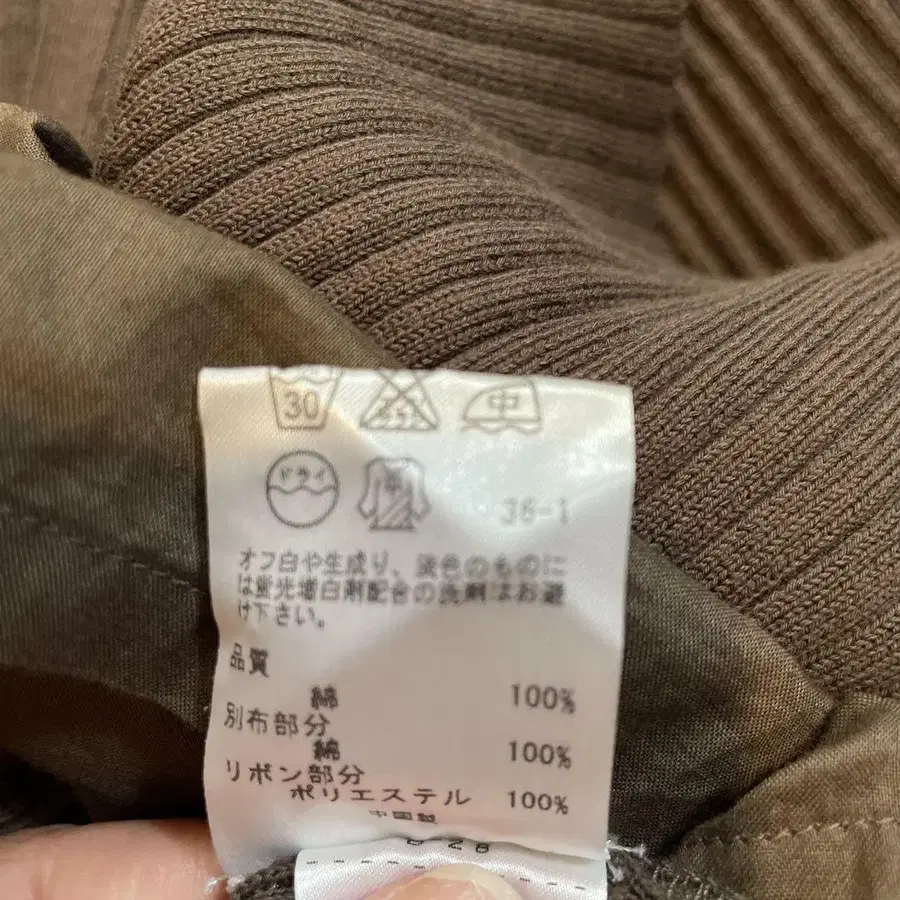 30 中
ドライ
36-1
オフ白や生成り、淡色のものに
は蛍光増白剤配合の洗剤はお避
け下さい。
品質
綿 100%
別布部分
綿 100%
リボン部分
ポリエステル 100%
中国製